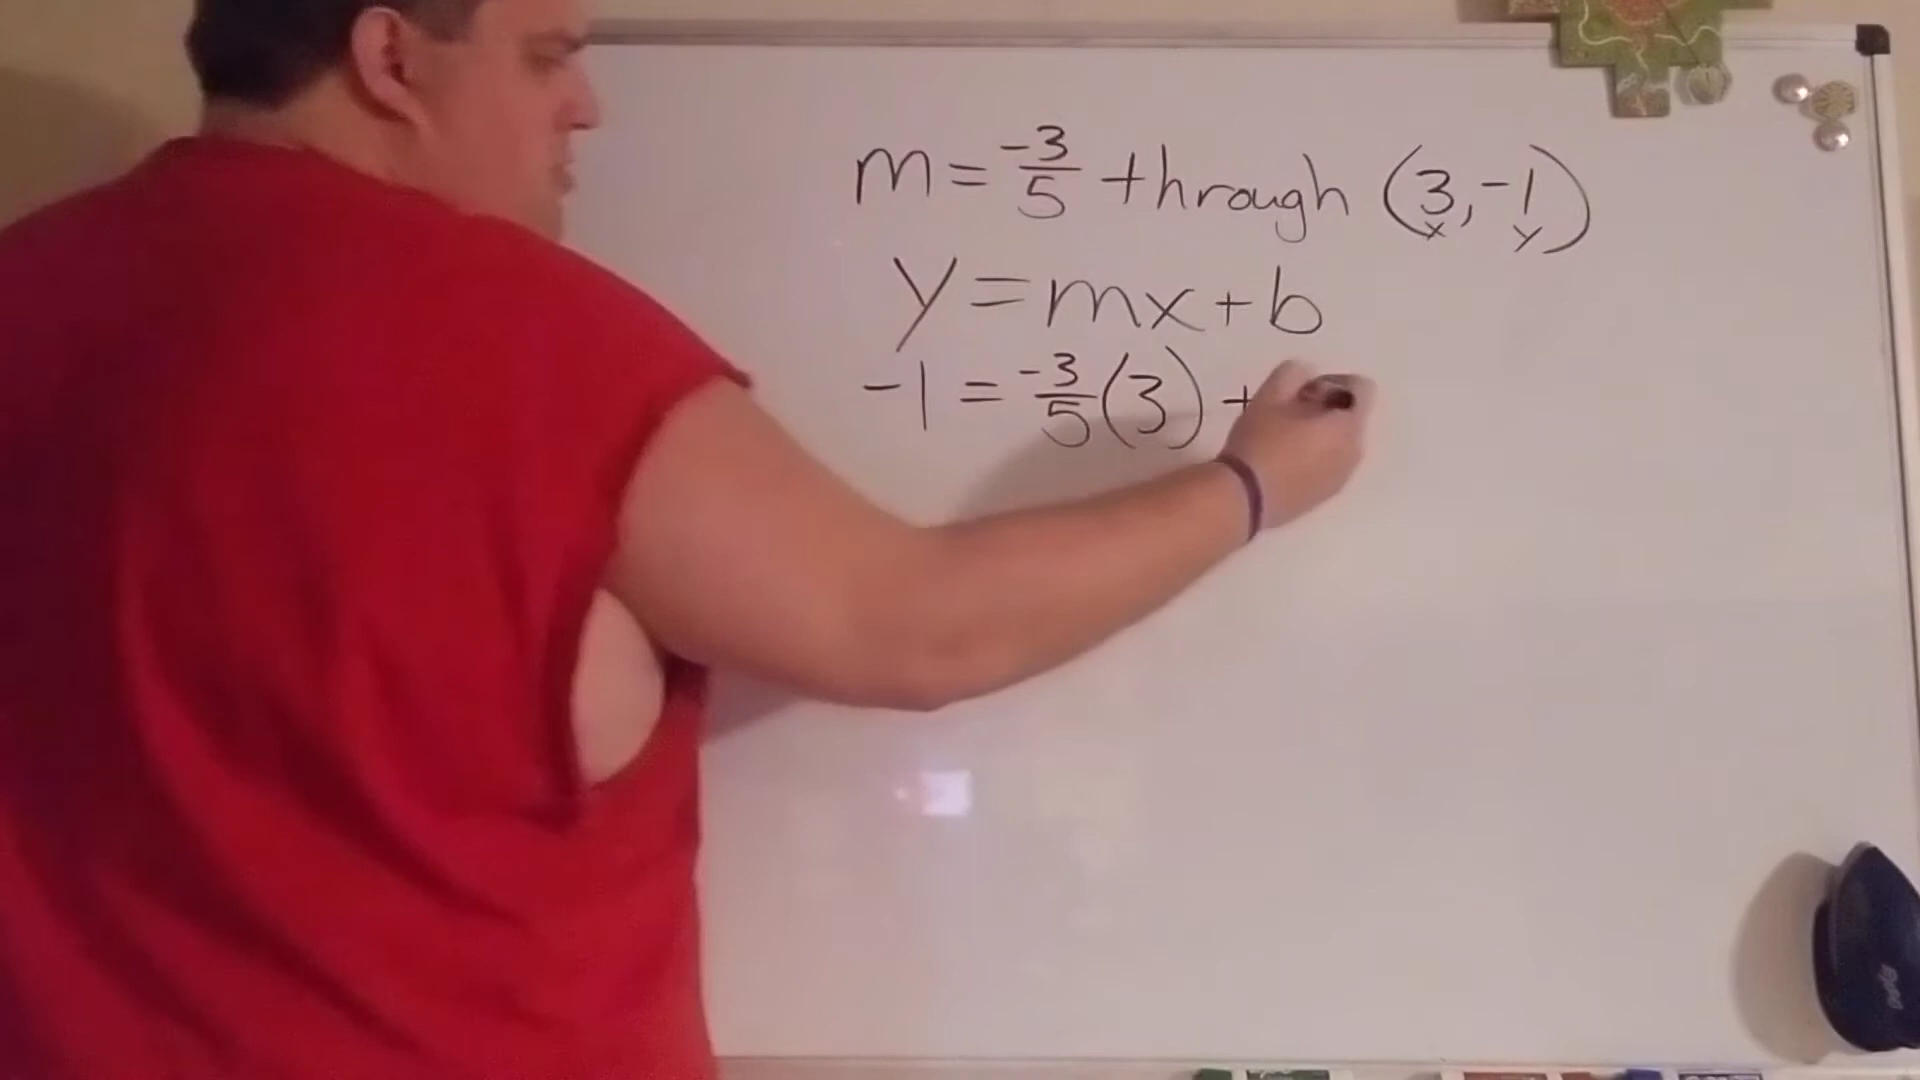 m = -3/5 through (3, -1)
x y
y = mx + b
-1 = -3/5 (3) +